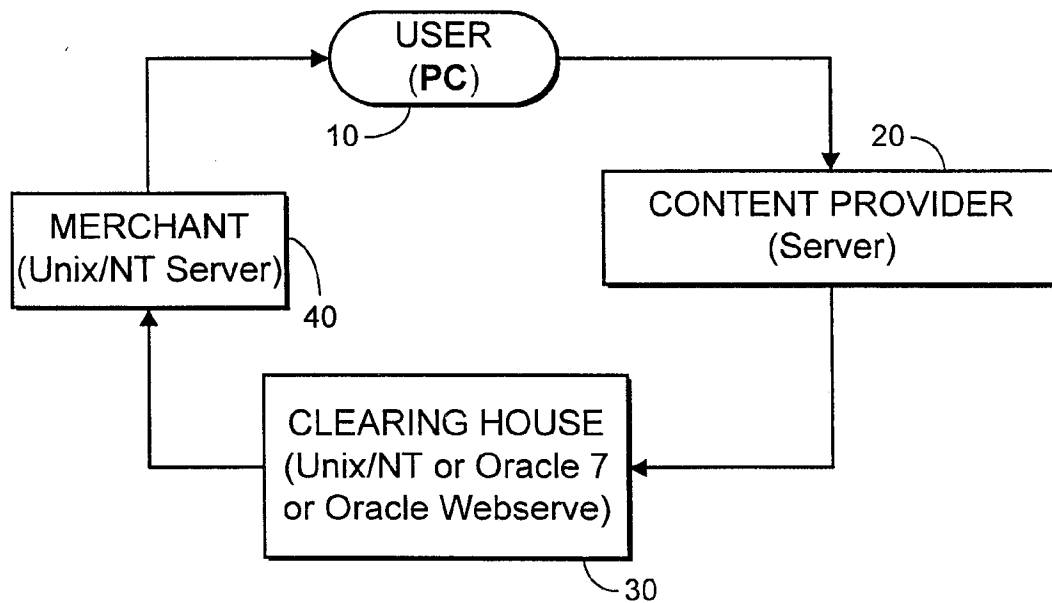 USER
(PC)
10
20
CONTENT PROVIDER
(Server)
MERCHANT
(Unix/NT Server)
40
CLEARING HOUSE
(Unix/NT or Oracle 7
or Oracle Webserve)
30